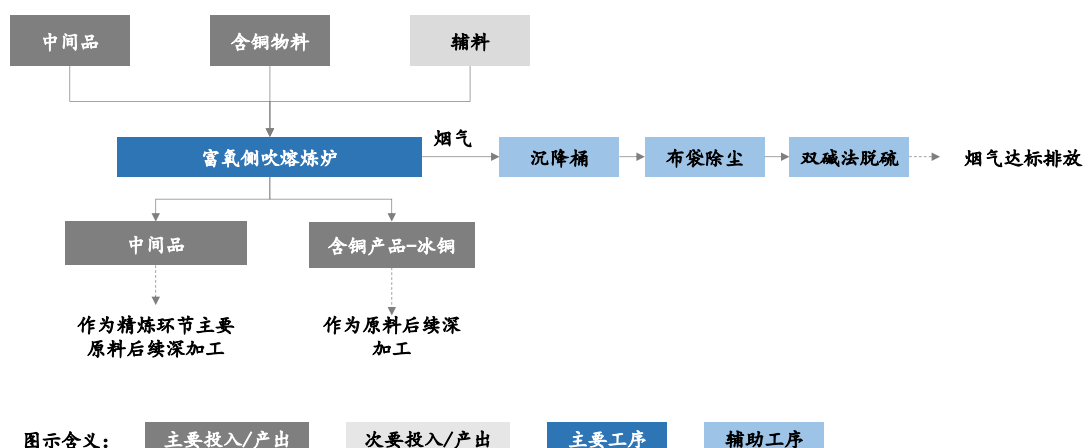 中间品
含铜物料
辅料
富氧侧吹熔炼炉
烟气
沉降桶
布袋除尘
双碱法脱硫
烟气达标排放
中间品
含铜产品-冰铜
作为精炼环节主要
原料后续深加工
作为原料后续深
加工
图示含义：
主要投入/产出
次要投入/产出
主要工序
辅助工序